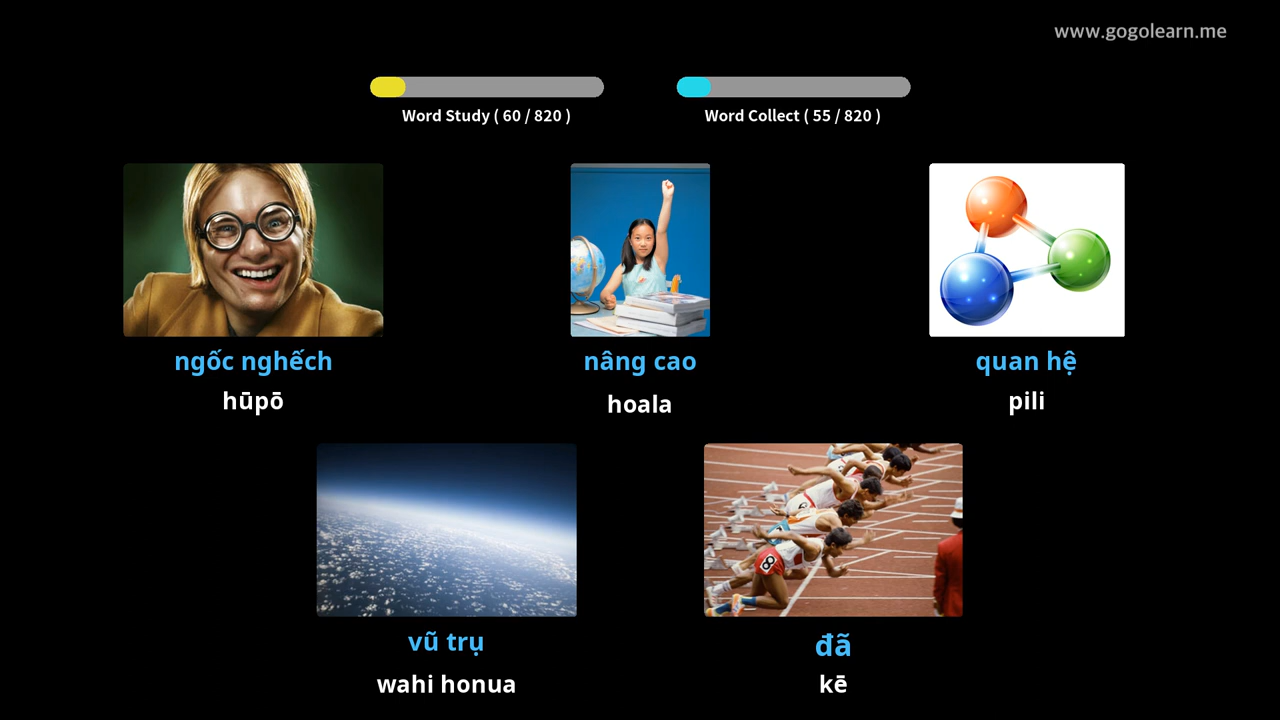 www.gogolearn.me
Word Study ( 60 / 820 )
Word Collect ( 55 / 820 )
ngốc nghếch
hūpō
nâng cao
hoala
quan hệ
pili
vũ trụ
wahi honua
đã
kē
8